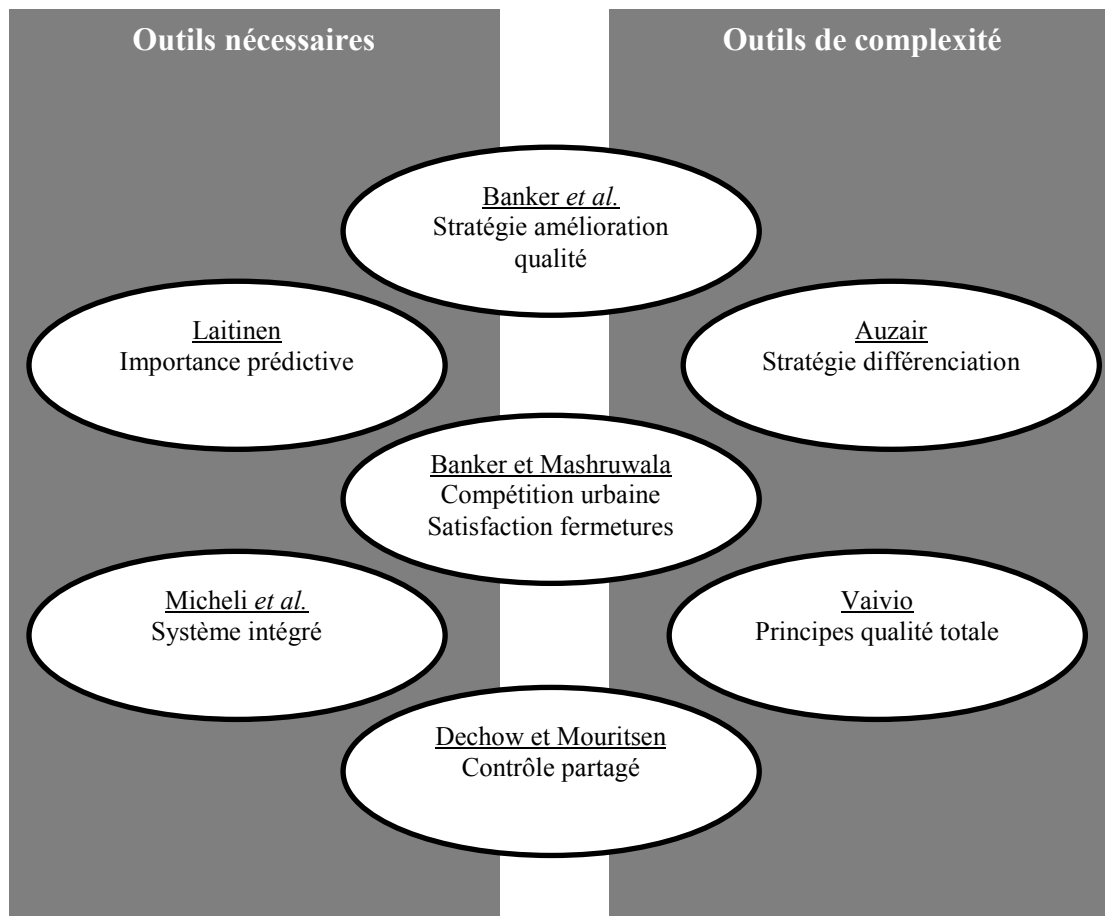 Outils nécessaires
Outils de complexité
Banker et al.
Stratégie amélioration
qualité
Laitinen
Importance prédictive
Auzair
Stratégie différenciation
Banker et Mashruwala
Compétition urbaine
Satisfaction fermetures
Micheli et al.
Système intégré
Vaivio
Principes qualité totale
Dechow et Mouritsen
Contrôle partagé